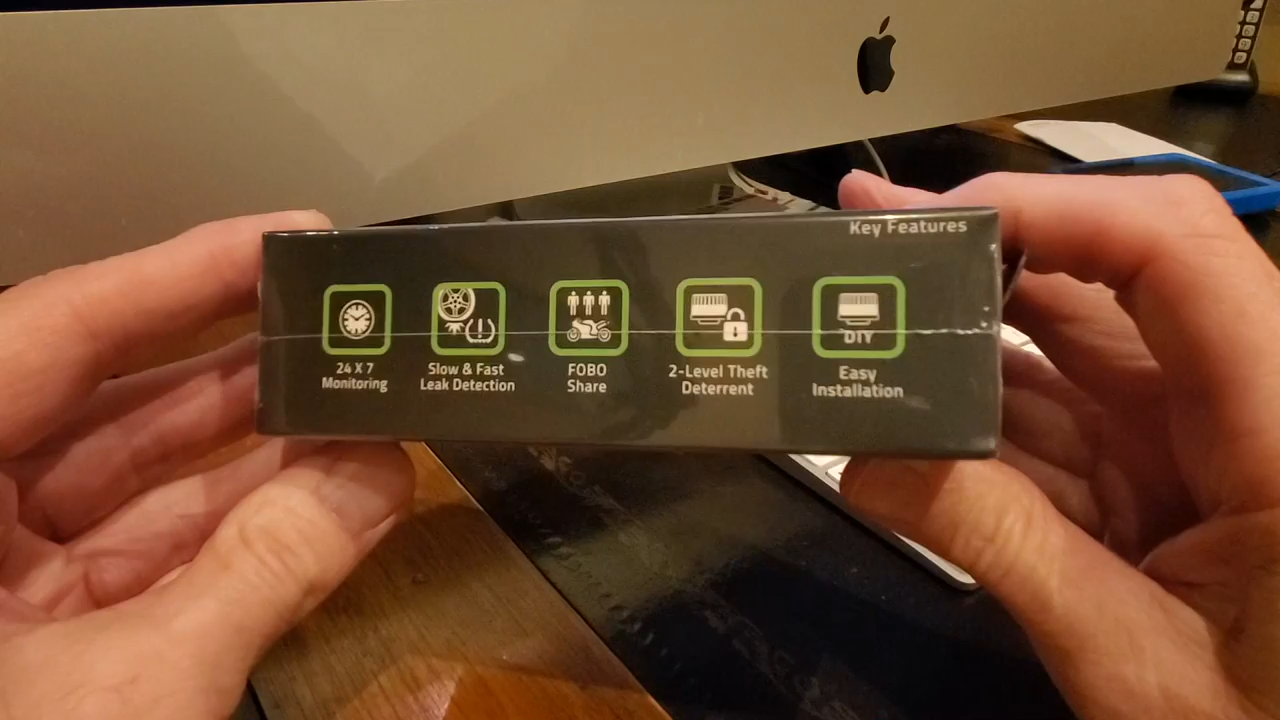 Key Features
24 X 7
Monitoring
Slow & Fast
Leak Detection
FOBO
Share
2-Level Theft
Deterrent
DIY
Easy
Installation